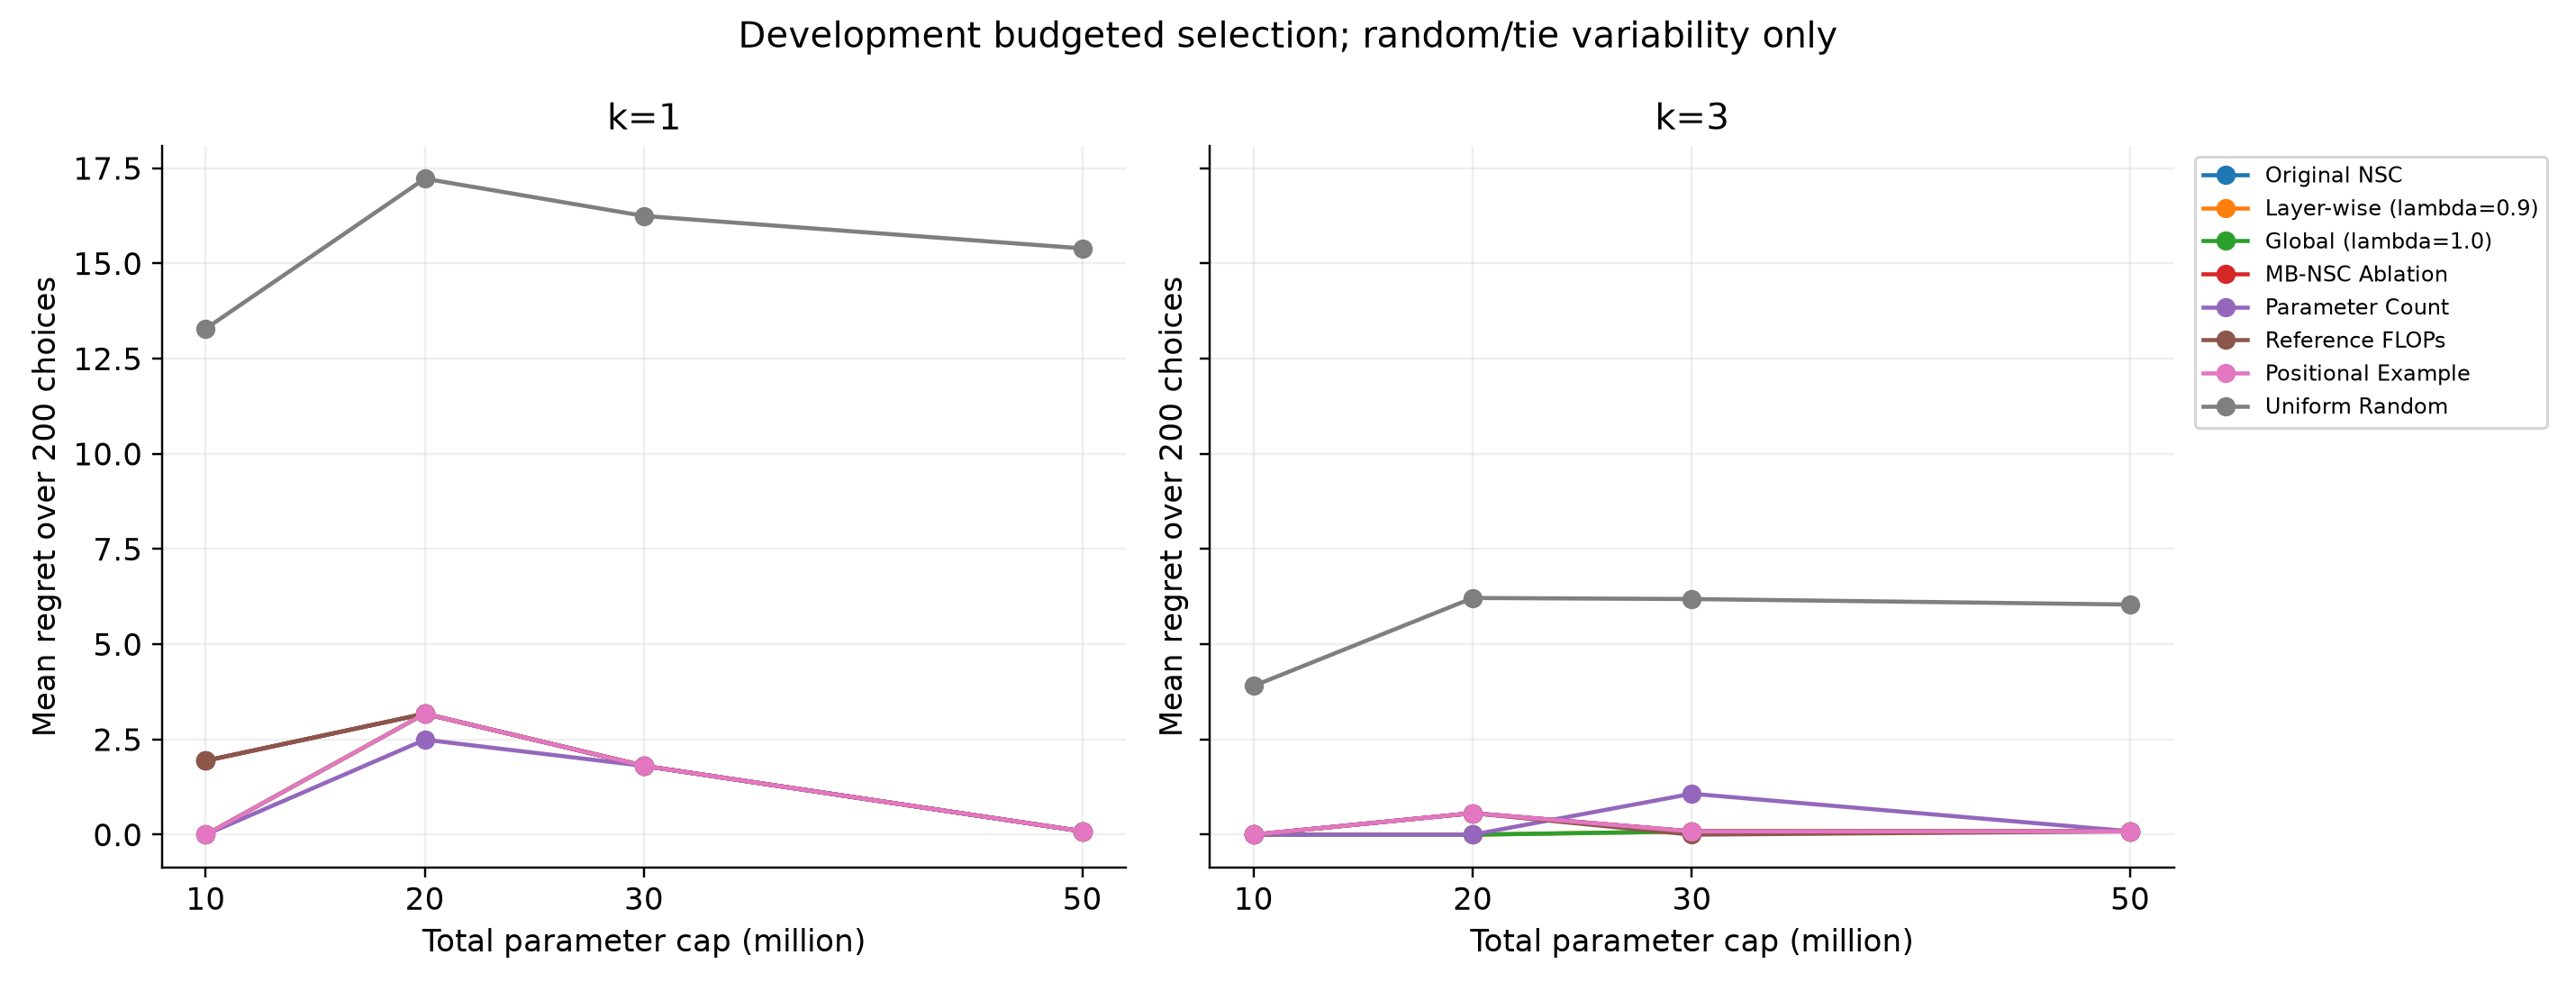 Development budgeted selection; random/tie variability only
k=1
Mean regret over 200 choices
17.5
15.0
12.5
10.0
7.5
5.0
2.5
0.0
10
20
30
50
Total parameter cap (million)
k=3
Mean regret over 200 choices
10
20
30
50
Total parameter cap (million)
Original NSC
Layer-wise (lambda=0.9)
Global (lambda=1.0)
MB-NSC Ablation
Parameter Count
Reference FLOPs
Positional Example
Uniform Random